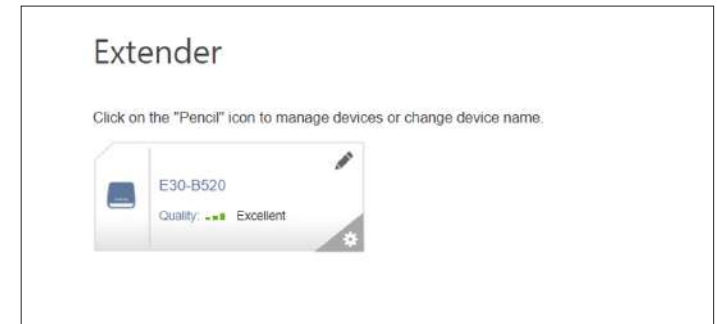 Extender
Click on the "Pencil" icon to manage devices or change device name.
E30-B520
Quality: Excellent